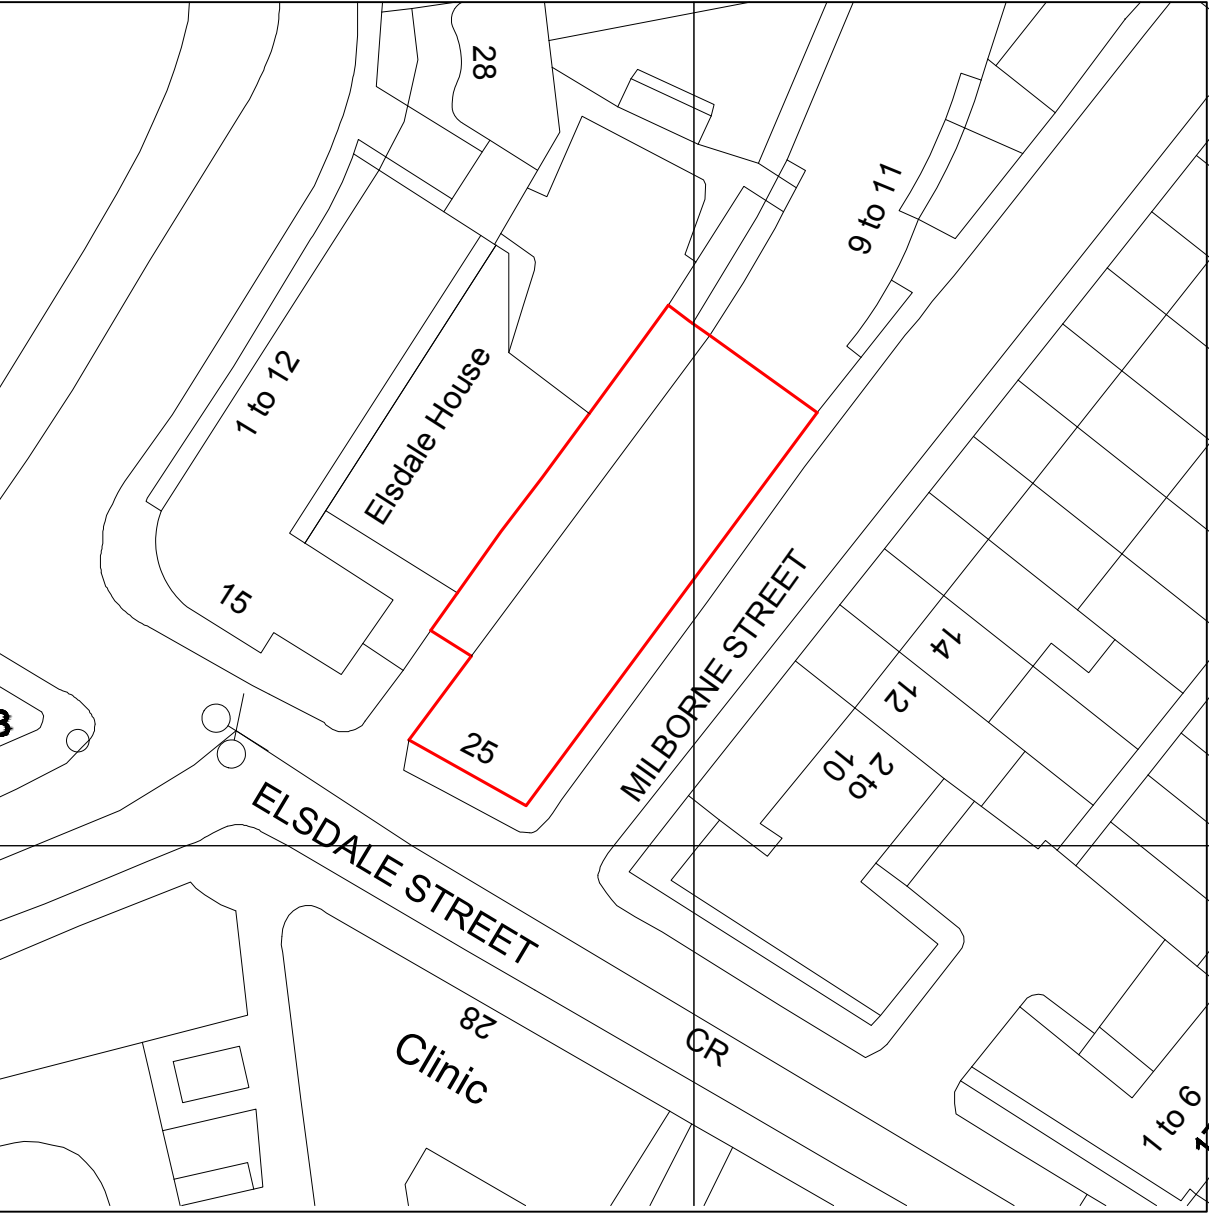 28
9 to 11
1 to 12
Elsdale House
15
MILBORNE STREET
14
12
2 to
10
25
ELSDALE STREET
28
Clinic
CR
1 to 9